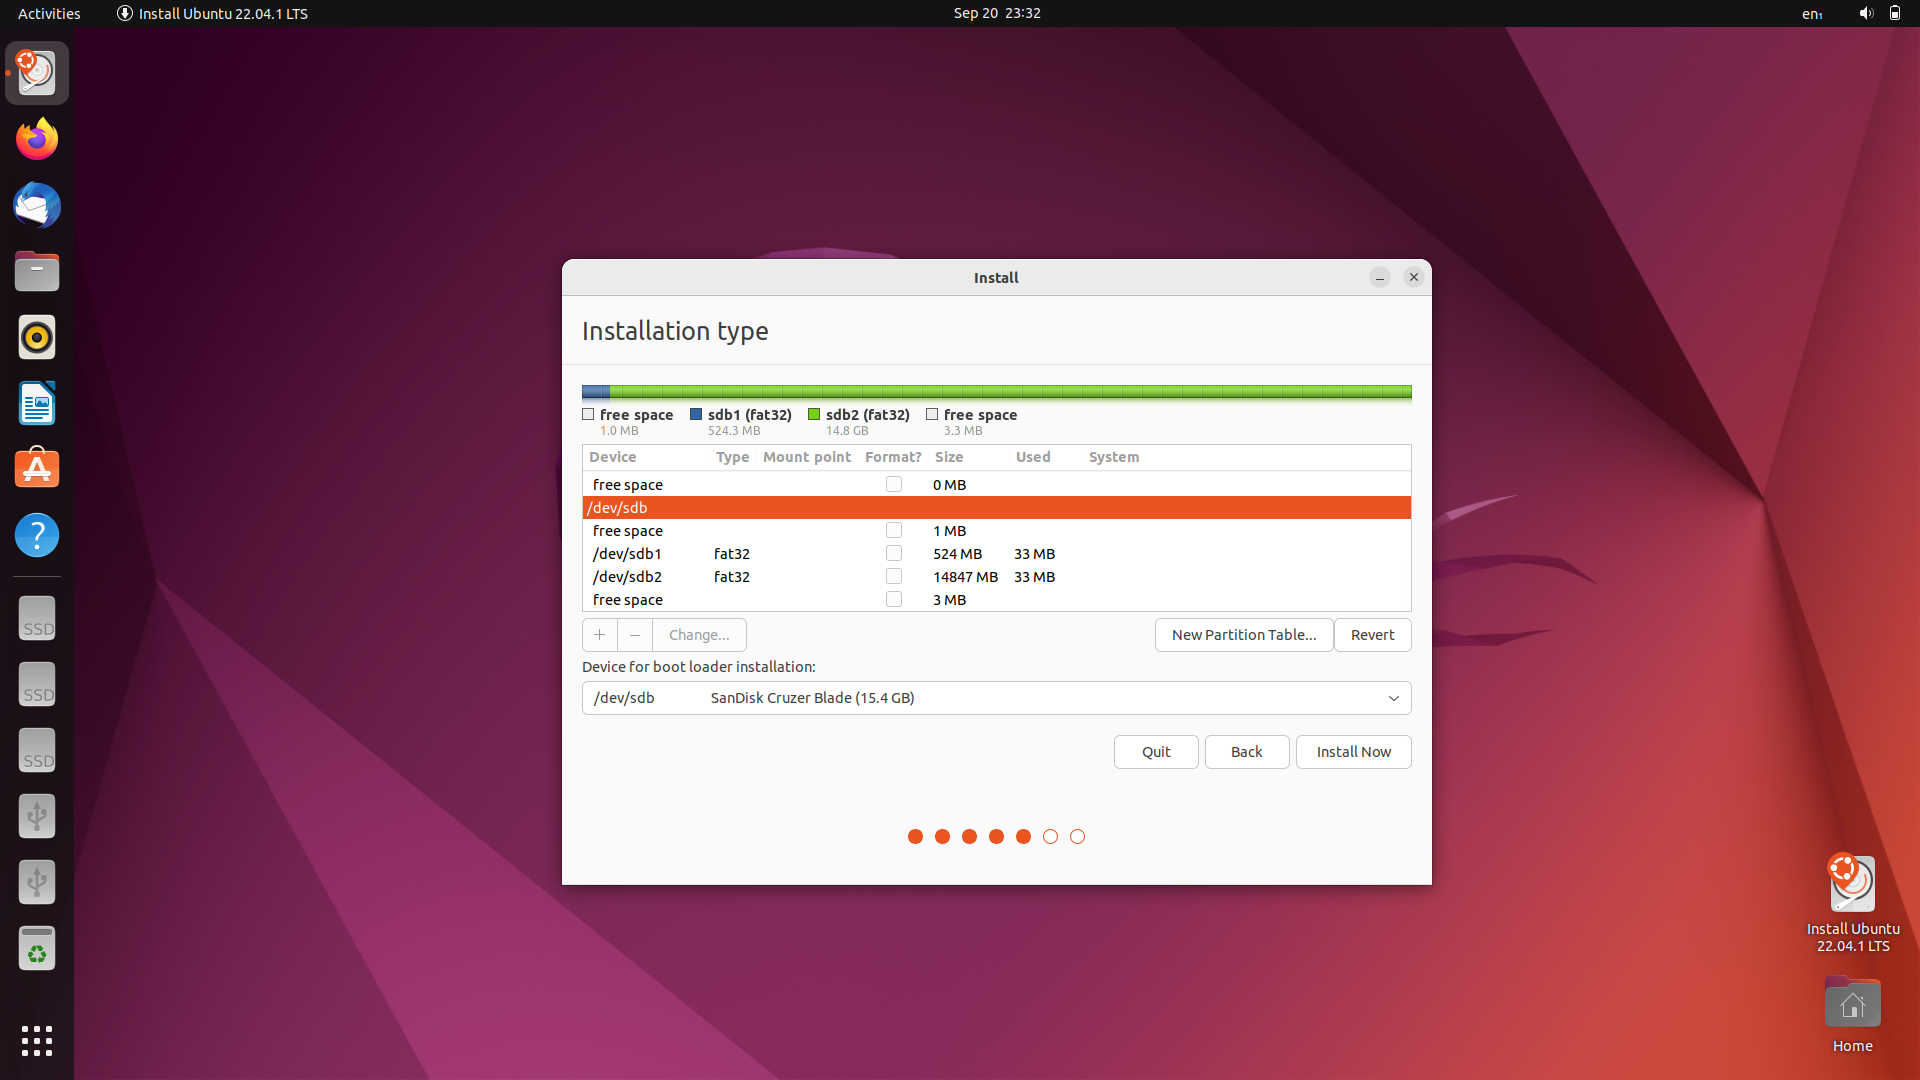 Activities
Install Ubuntu 22.04.1 LTS
Sep 20 23:32
en₁
Install
Installation type
free space
sdb1 (fat32)
sdb2 (fat32)
free space
1.0 MB
524.3 MB
14.8 GB
3.3 MB
Device Type Mount point Format? Size Used System
free space 0 MB
/dev/sdb
free space 1 MB
/dev/sdb1 fat32 524 MB 33 MB
/dev/sdb2 fat32 14847 MB 33 MB
free space 3 MB
+ − Change...
New Partition Table...
Revert
Device for boot loader installation:
/dev/sdb SanDisk Cruzer Blade (15.4 GB)
Quit
Back
Install Now
SSD
SSD
SSD
Install Ubuntu
22.04.1 LTS
Home